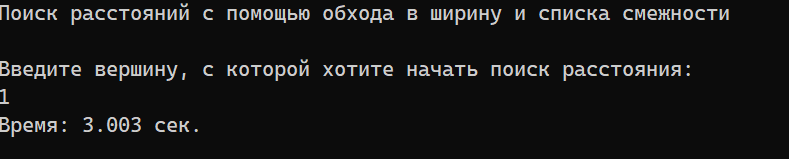 Поиск расстояний с помощью обхода в ширину и списка смежности
Введите вершину, с которой хотите начать поиск расстояния:
1
Время: 3.003 сек.